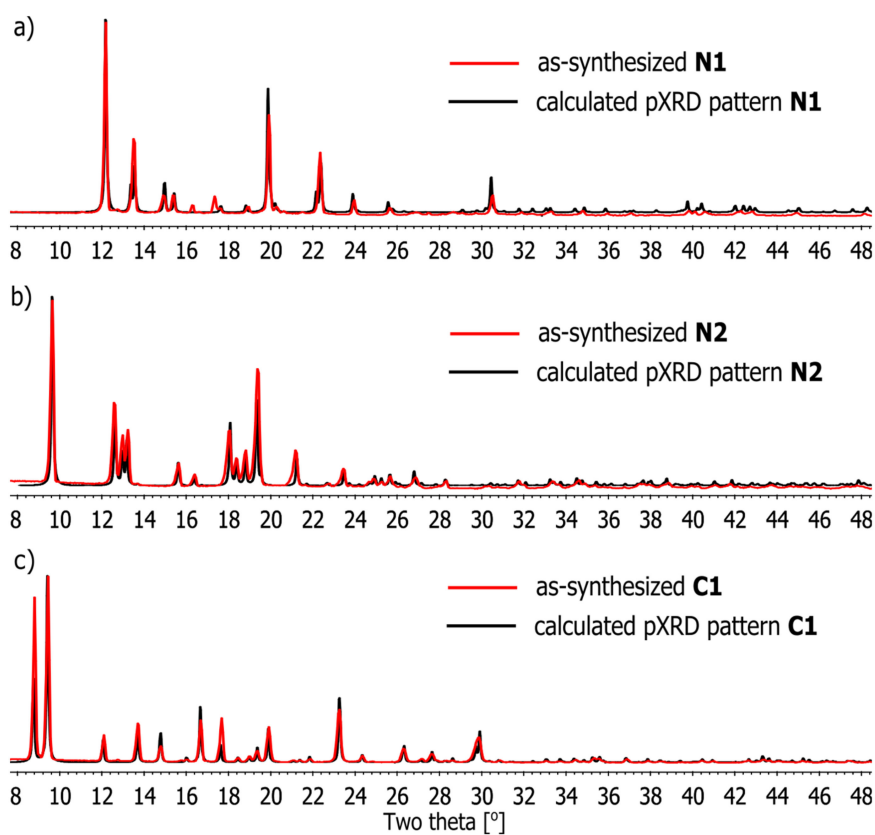 a)
as-synthesized N1
calculated pXRD pattern N1
8 10 12 14 16 18 20 22 24 26 28 30 32 34 36 38 40 42 44 46 48
b)
as-synthesized N2
calculated pXRD pattern N2
8 10 12 14 16 18 20 22 24 26 28 30 32 34 36 38 40 42 44 46 48
c)
as-synthesized C1
calculated pXRD pattern C1
8 10 12 14 16 18 20 22 24 26 28 30 32 34 36 38 40 42 44 46 48
Two theta [°]